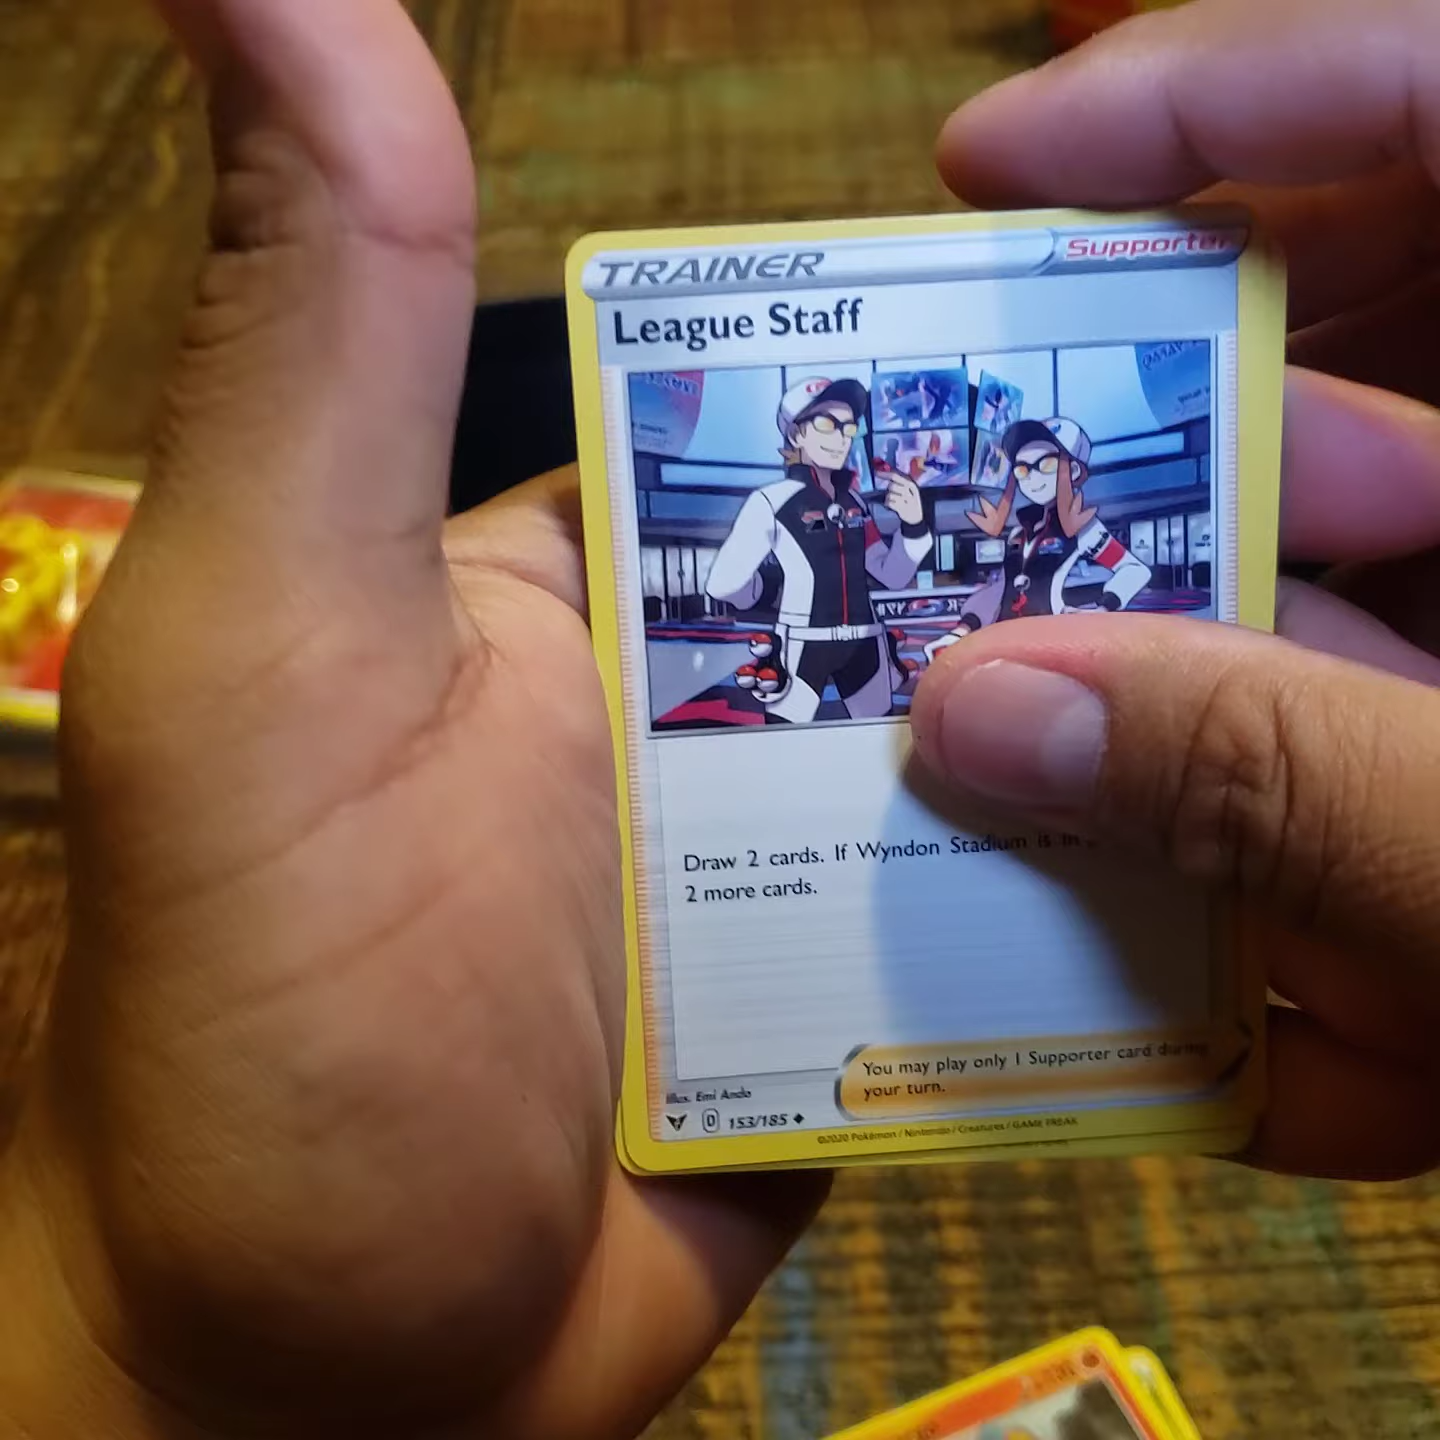 TRAINER
Supporter
League Staff
Draw 2 cards. If Wyndon Stadium is in
2 more cards.
You may play only 1 Supporter card during
your turn.
Illus. Emi Ando
D 153/185
©2020 Pokémon / Nintendo / Creatures / GAME FREAK